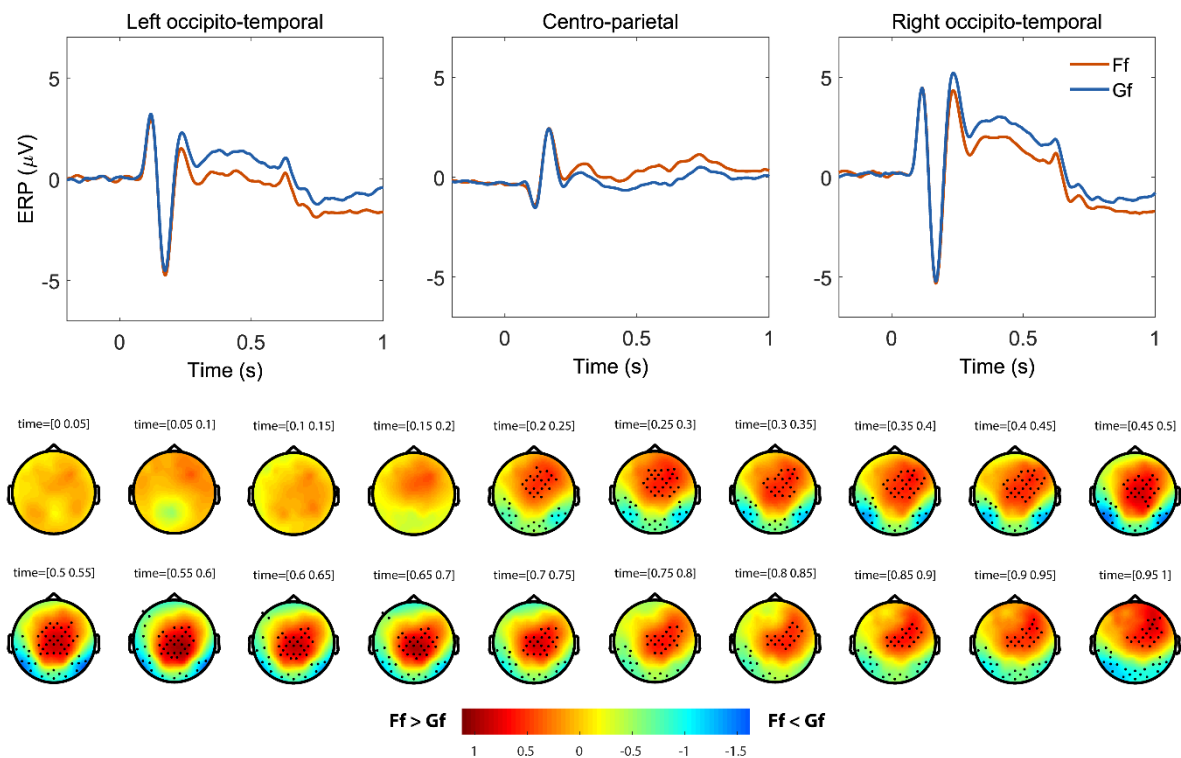 Left occipito-temporal
Centro-parietal
Right occipito-temporal
ERP (μV)
5
0
-5
0
0.5
1
Time (s)
5
0
-5
0
0.5
1
Time (s)
5
0
-5
0
0.5
1
Time (s)
Ff
Gf
time=[0 0.05]
time=[0.05 0.1]
time=[0.1 0.15]
time=[0.15 0.2]
time=[0.2 0.25]
time=[0.25 0.3]
time=[0.3 0.35]
time=[0.35 0.4]
time=[0.4 0.45]
time=[0.45 0.5]
time=[0.5 0.55]
time=[0.55 0.6]
time=[0.6 0.65]
time=[0.65 0.7]
time=[0.7 0.75]
time=[0.75 0.8]
time=[0.8 0.85]
time=[0.85 0.9]
time=[0.9 0.95]
time=[0.95 1]
Ff > Gf
Ff < Gf
1
0.5
0
-0.5
-1
-1.5